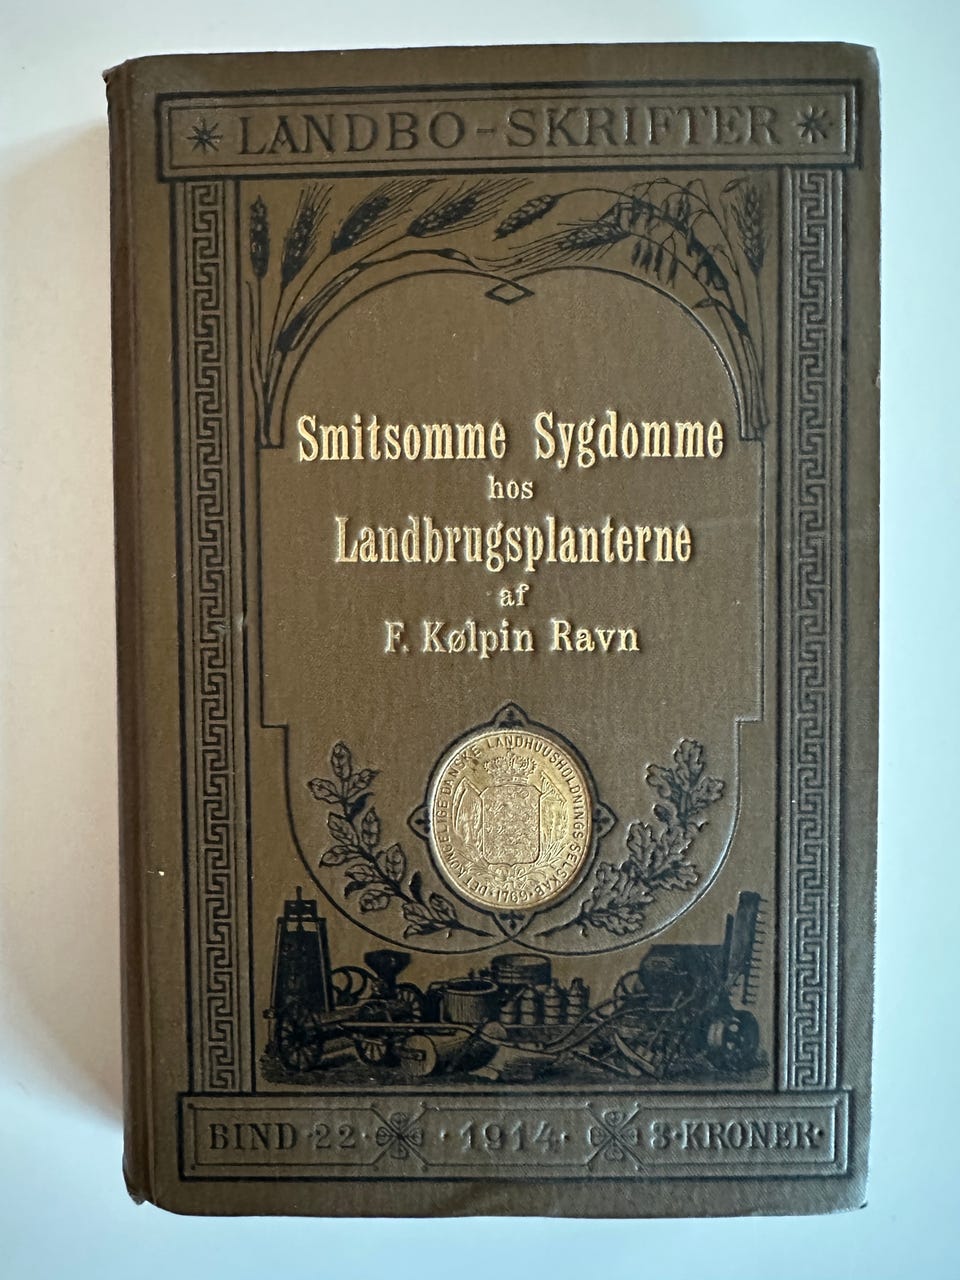 LANDBO-SKRIFTER
Smitsomme Sygdomme
hos
Landbrugsplanterne
af
F. Kølpin Ravn
DET KONGELIGE DANSKE LANDHUUSHOLDNINGS SELSKAB
·1769·
BIND·22· ·1914· 3·KRONER·